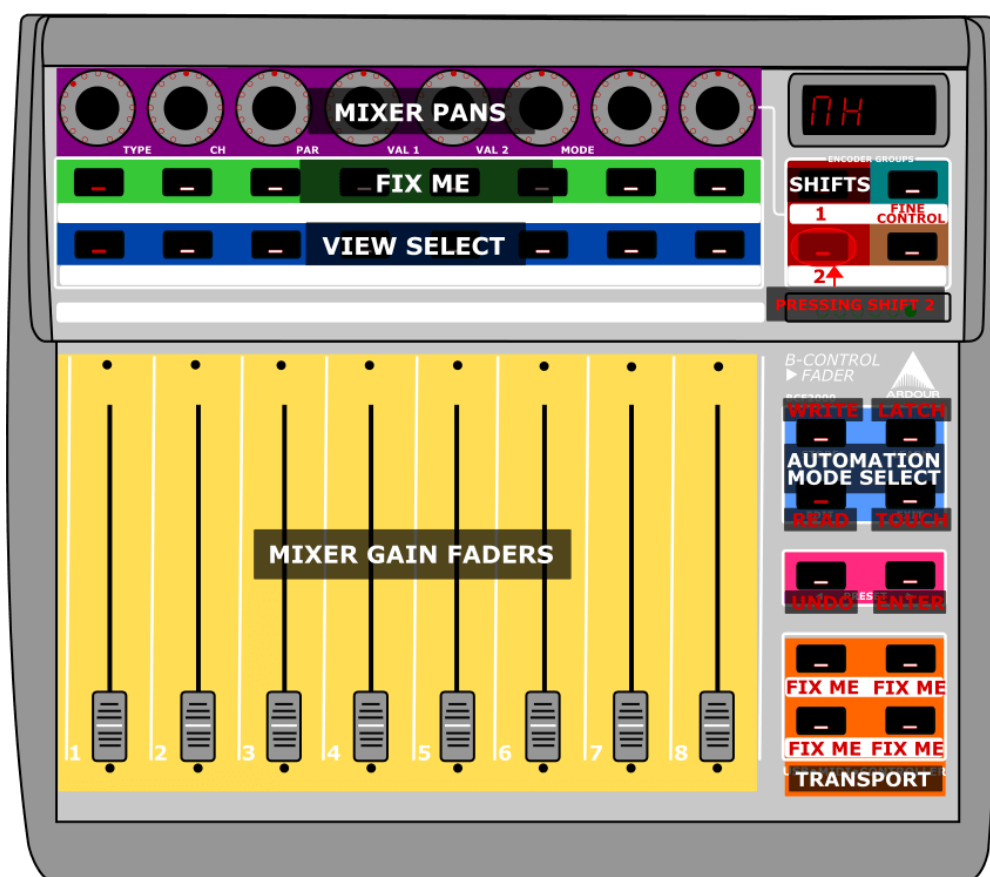 MIXER PANS
TYPE CH PAR VAL 1 VAL 2 MODE
ENCODER GROUPS
FIX ME
SHIFTS
1
FINE
CONTROL
VIEW SELECT
2
PRESSING SHIFT 2
B-CONTROL
FADER
ARDOUR
BCF2000
WRITE LATCH
AUTOMATION
MODE SELECT
READ TOUCH
MIXER GAIN FADERS
PRESET
UNDO ENTER
FIX ME FIX ME
1 2 3 4 5 6 7 8
FIX ME FIX ME
TRANSPORT